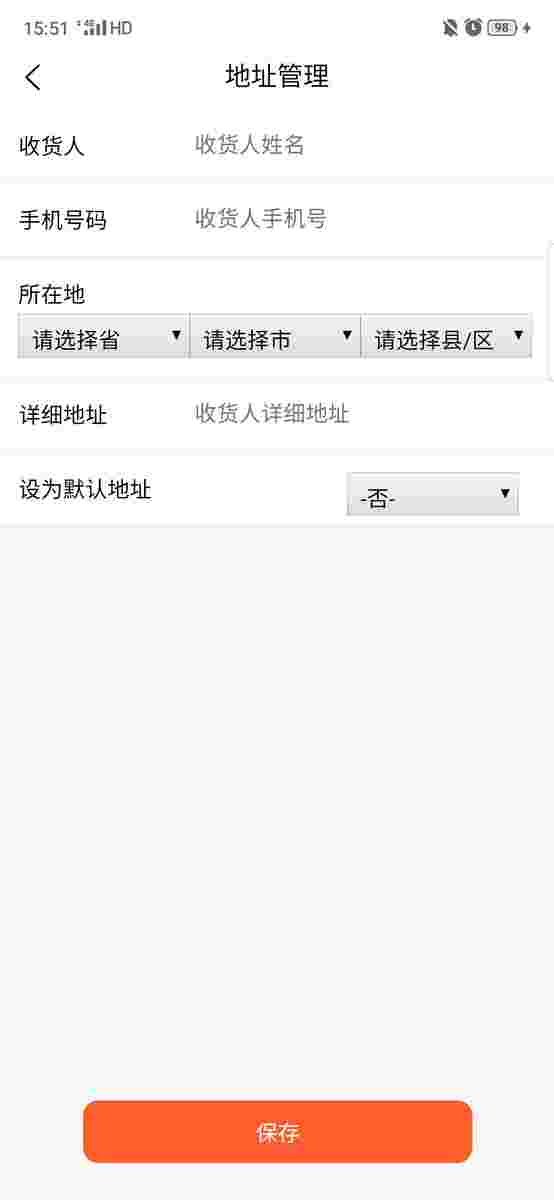 15:51 4G HD 98
地址管理
收货人 收货人姓名
手机号码 收货人手机号
所在地
请选择省 请选择市 请选择县/区
详细地址 收货人详细地址
设为默认地址 -否-
保存